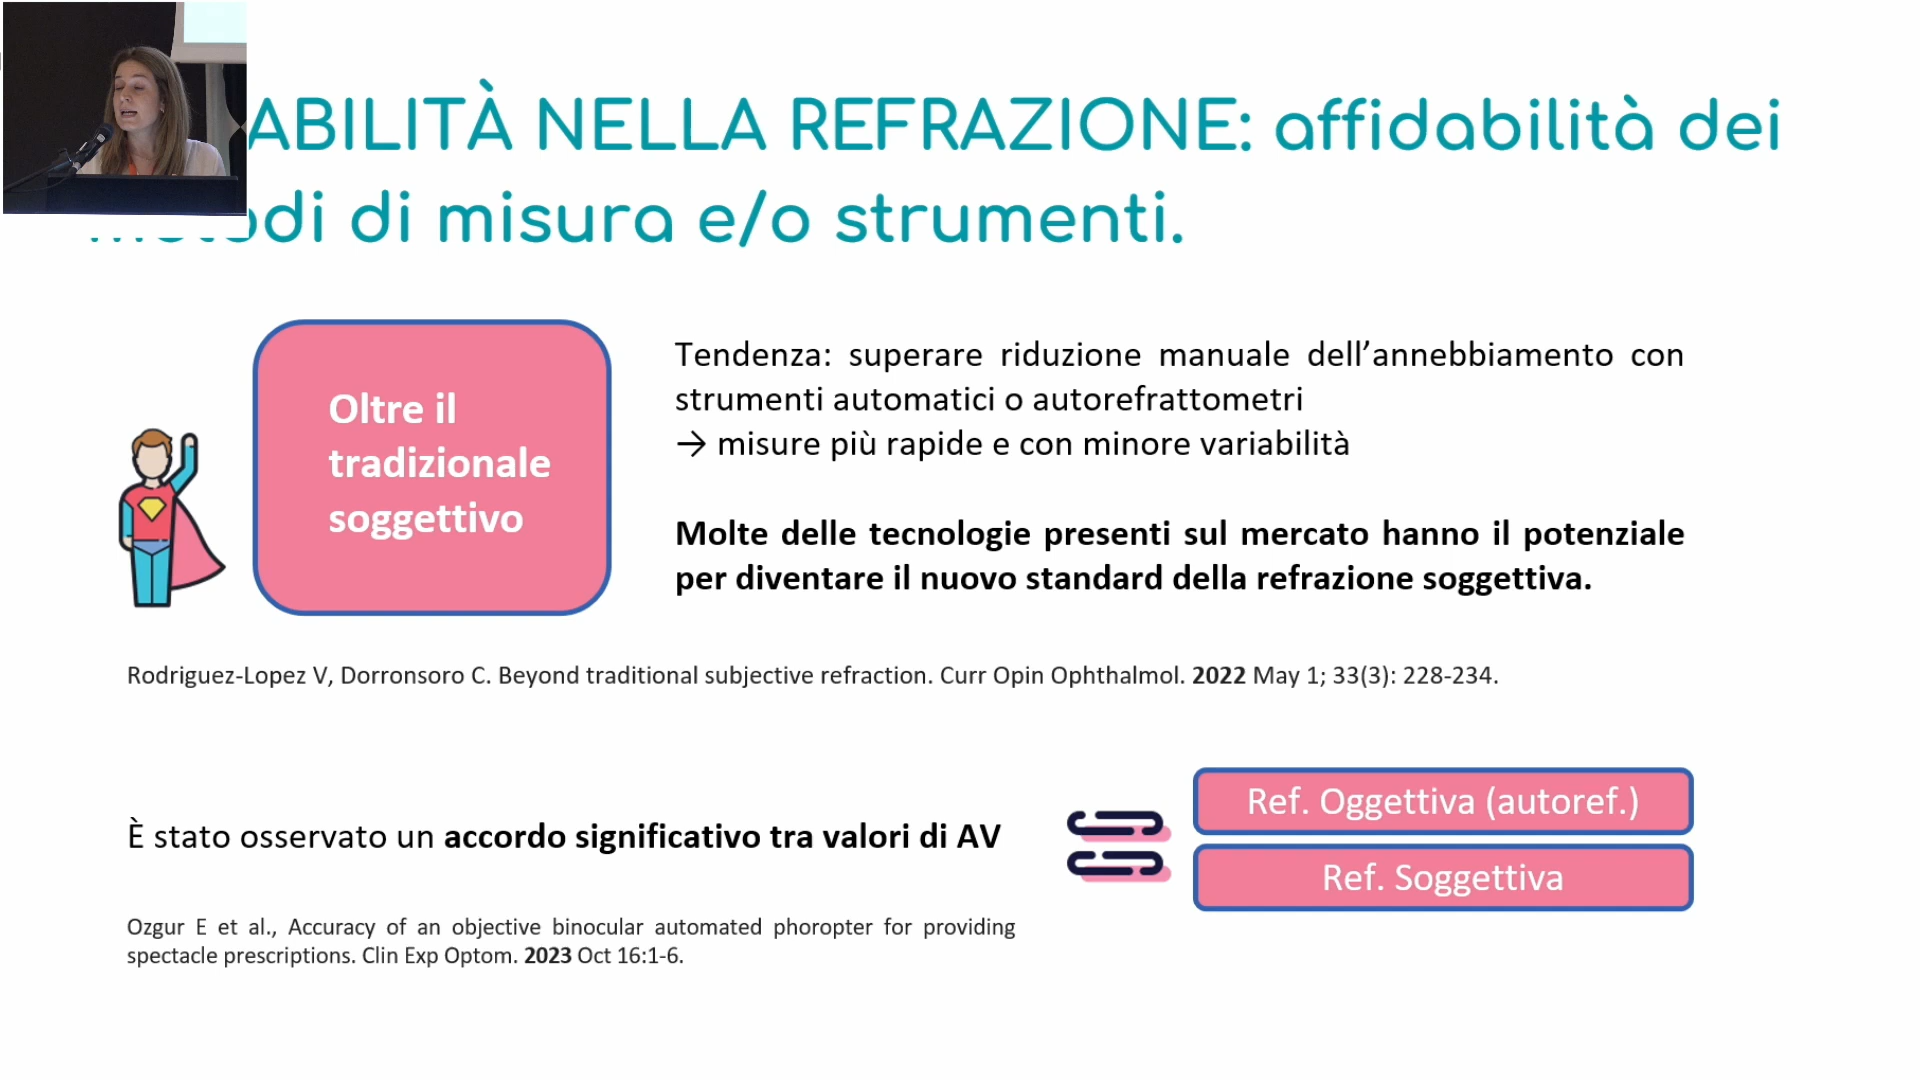 ABILITÀ NELLA REFRAZIONE: affidabilità dei
di misura e/o strumenti.
Oltre il
tradizionale
soggettivo
Tendenza: superare riduzione manuale dell’annebbiamento con
strumenti automatici o autorefrattometri
→ misure più rapide e con minore variabilità
Molte delle tecnologie presenti sul mercato hanno il potenziale
per diventare il nuovo standard della refrazione soggettiva.
Rodriguez-Lopez V, Dorronsoro C. Beyond traditional subjective refraction. Curr Opin Ophthalmol. 2022 May 1; 33(3): 228-234.
È stato osservato un accordo significativo tra valori di AV
Ref. Oggettiva (autoref.)
Ref. Soggettiva
Ozgur E et al., Accuracy of an objective binocular automated phoropter for providing
spectacle prescriptions. Clin Exp Optom. 2023 Oct 16:1-6.